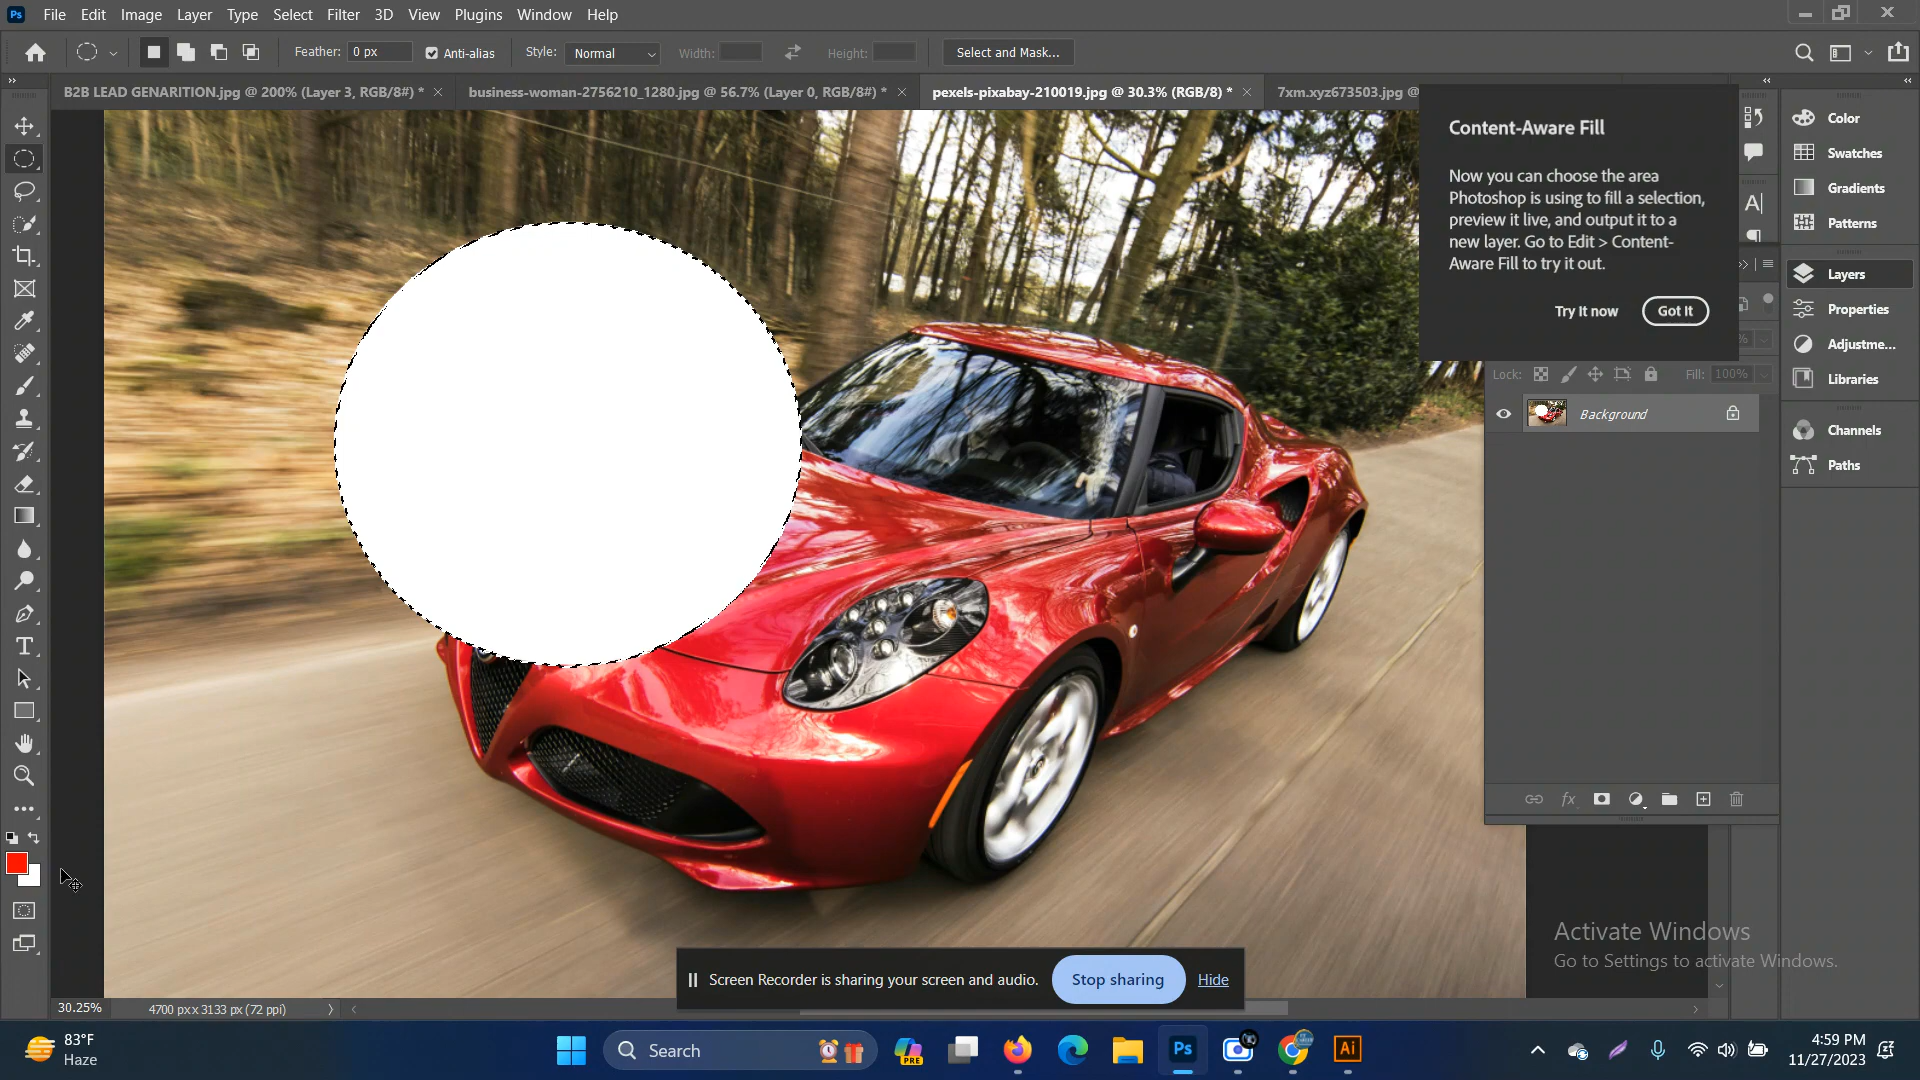 Ps File Edit Image Layer Type Select Filter 3D View Plugins Window Help
Feather: 0 px Anti-alias Style: Normal Width: Height: Select and Mask...
B2B LEAD GENARITION.jpg @ 200% (Layer 3, RGB/8#) * business-woman-2756210_1280.jpg @ 56.7% (Layer 0, RGB/8#) * pexels-pixabay-210019.jpg @ 30.3% (RGB/8) * 7xm.xyz673503.jpg @
Content-Aware Fill
Now you can choose the area
Photoshop is using to fill a selection,
preview it live, and output it to a
new layer. Go to Edit > Content-
Aware Fill to try it out.
Try It now Got It
Color
Swatches
Gradients
Patterns
Layers
Properties
Adjustme...
Libraries
Channels
Paths
Lock: Fill: 100%
Background
Activate Windows
Go to Settings to activate Windows.
Screen Recorder is sharing your screen and audio. Stop sharing Hide
30.25% 4700 px x 3133 px (72 ppi)
83°F
Haze
Search
PRE
Ps
Ai
4:59 PM
11/27/2023